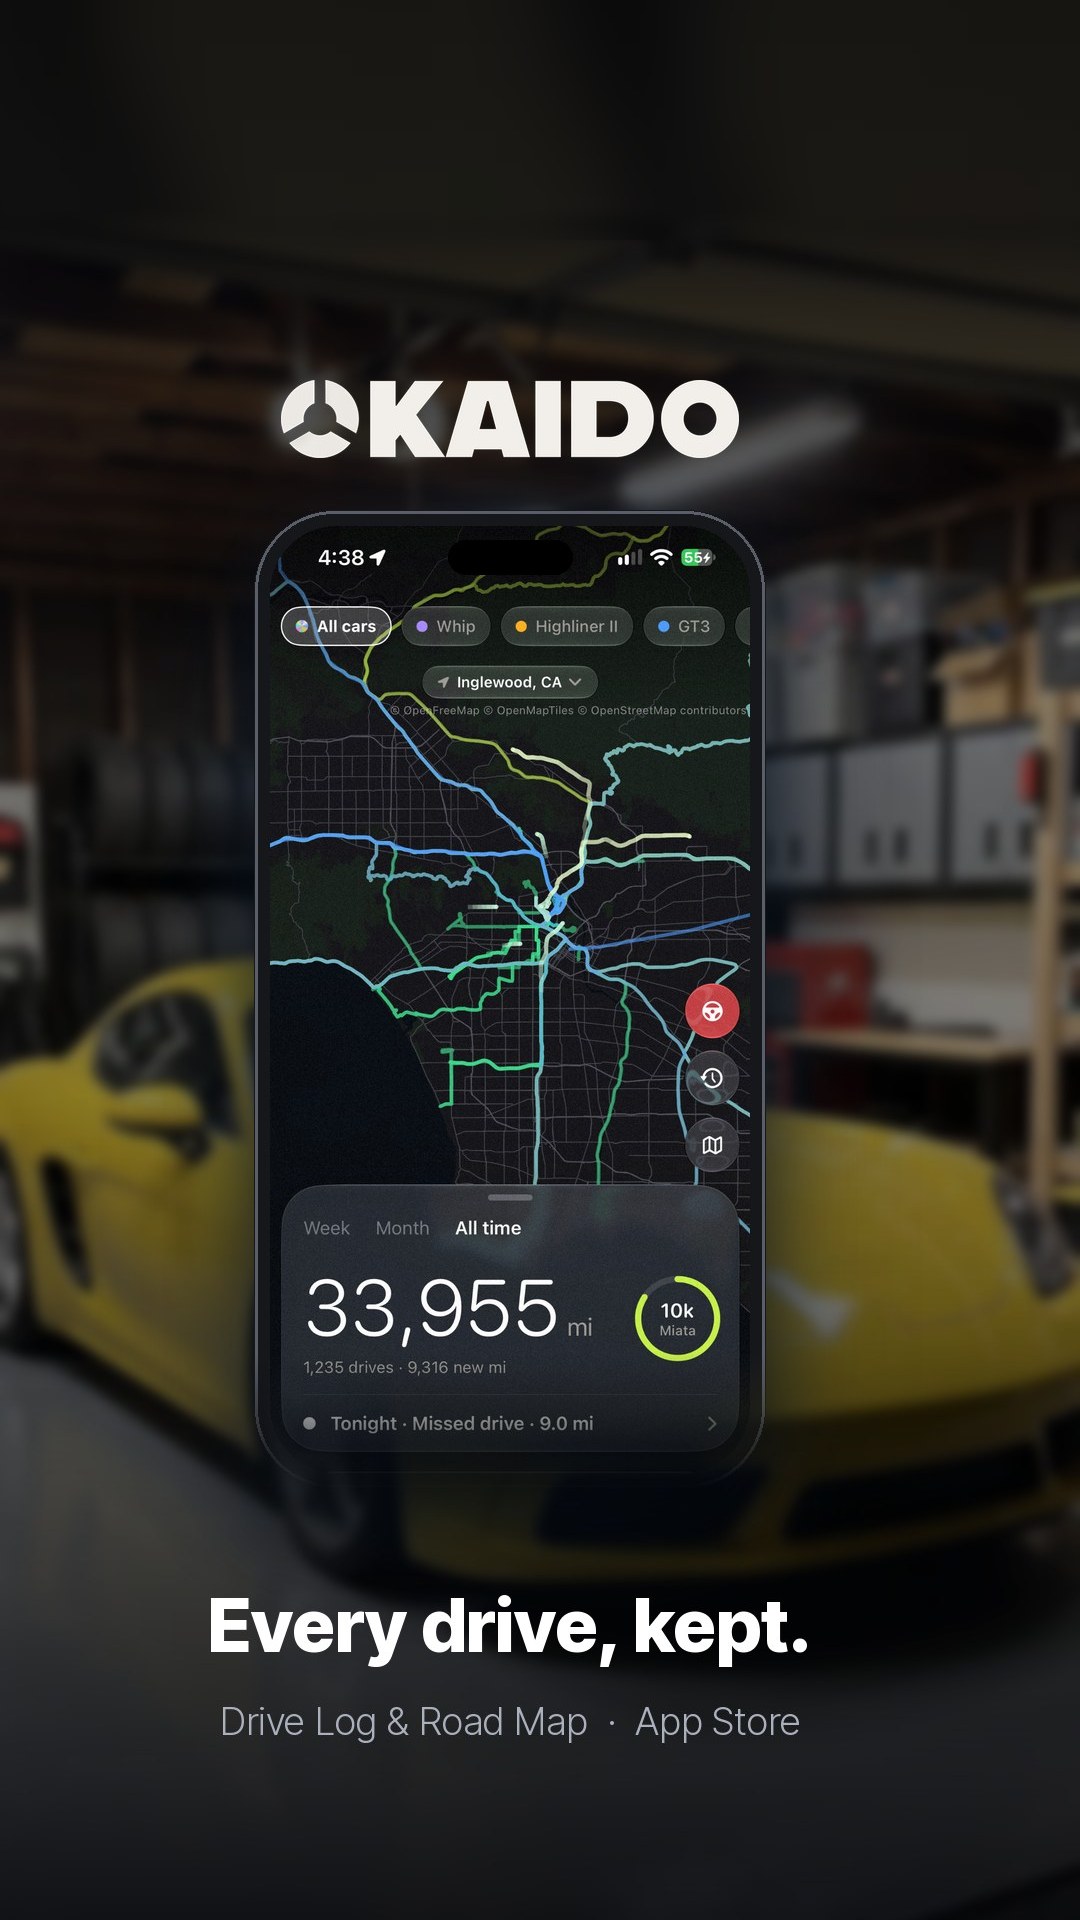 KAIDO
4:38
55
All cars
Whip
Highliner II
GT3
Inglewood, CA
© OpenFreeMap © OpenMapTiles © OpenStreetMap contributors
Week Month All time
33,955 mi
10k
Miata
1,235 drives · 9,316 new mi
Tonight · Missed drive · 9.0 mi
Every drive, kept.
Drive Log & Road Map · App Store